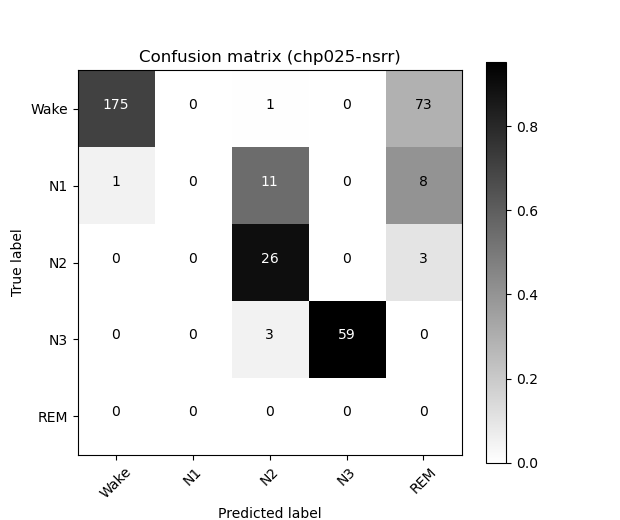 Confusion matrix (chp025-nsrr)
Wake 175 0 1 0 73
N1 1 0 11 0 8
N2 0 0 26 0 3
N3 0 0 3 59 0
REM 0 0 0 0 0
Wake N1 N2 N3 REM
True label
Predicted label
0.8
0.6
0.4
0.2
0.0